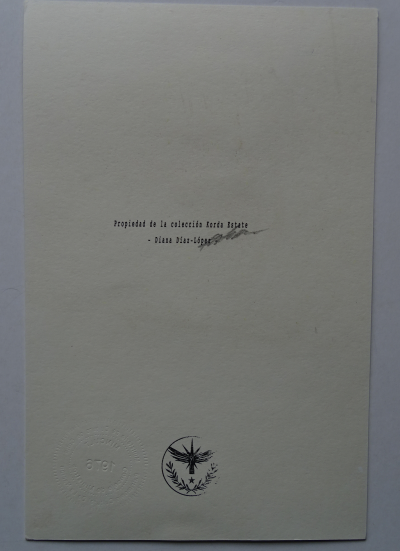 Propiedad de la colección Korda Estate
- Diana Díaz-López